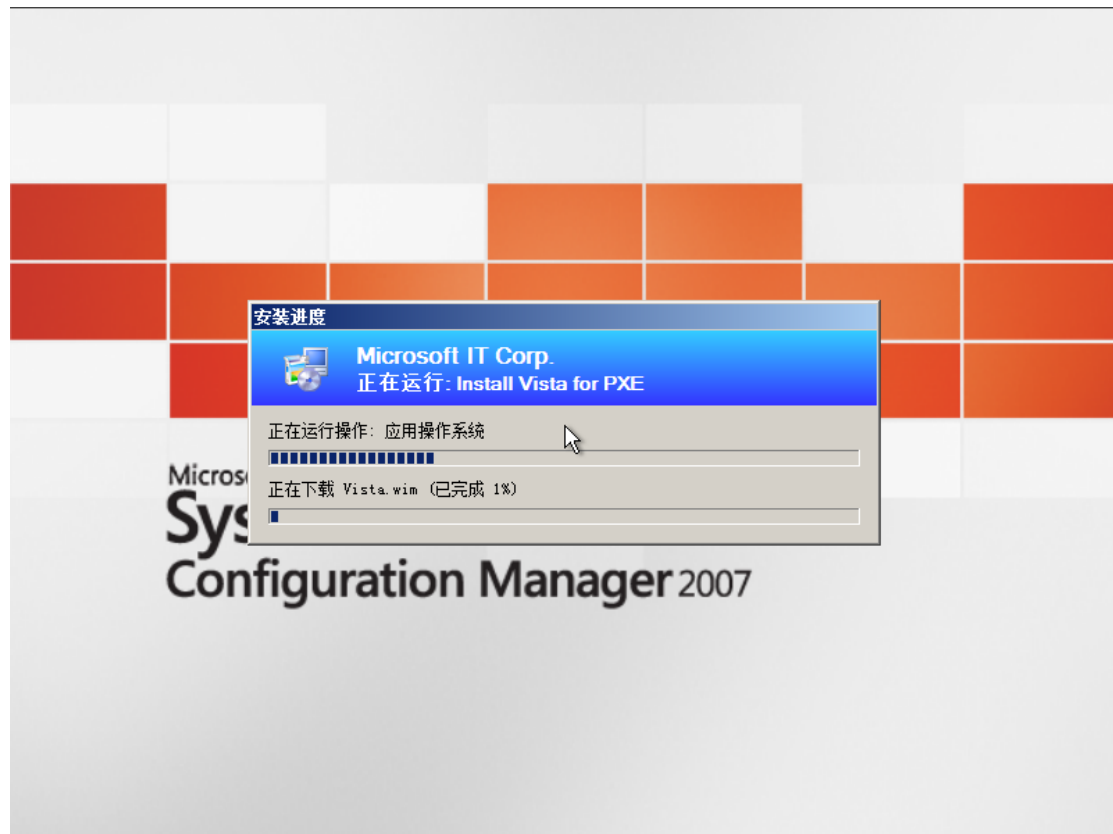 安装进度
Microsoft IT Corp.
正在运行: Install Vista for PXE
正在运行操作: 应用操作系统
正在下载 Vista.wim (已完成 1%)
Configuration Manager 2007